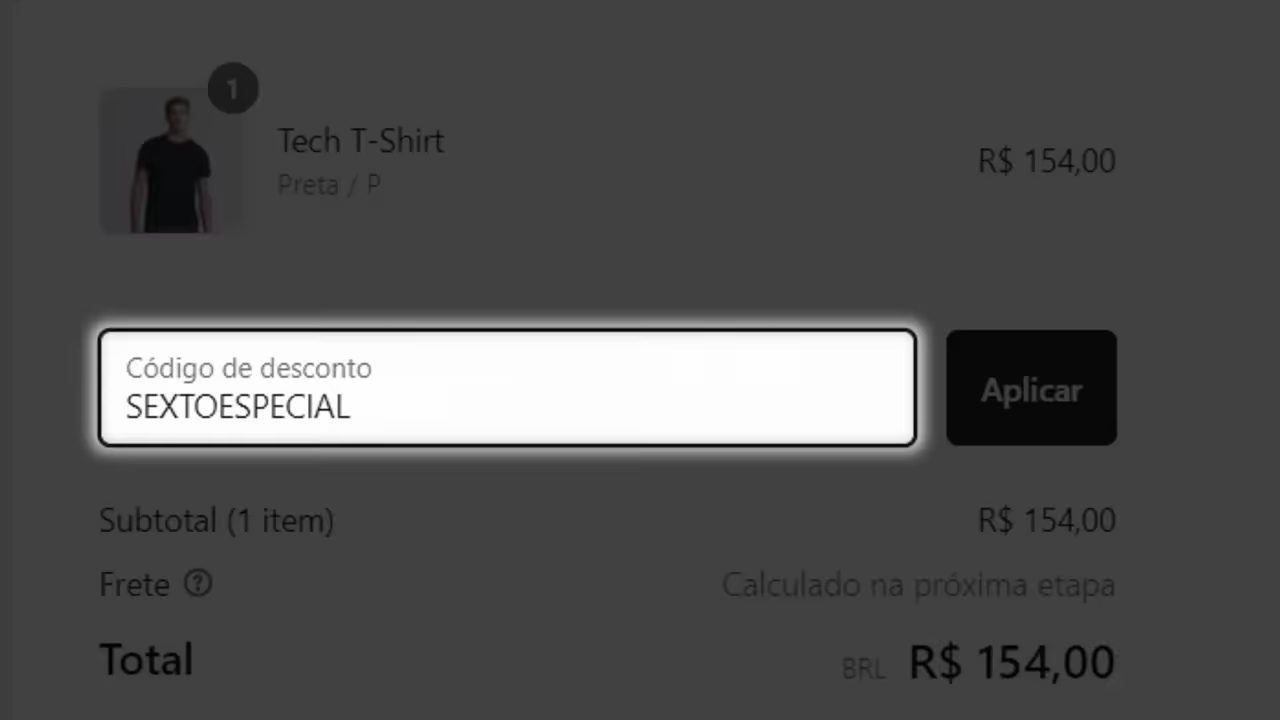 1
Tech T-Shirt
Preta / P
R$ 154,00
Código de desconto
SEXTOESPECIAL
Aplicar
Subtotal (1 item)
R$ 154,00
Frete ?
Calculado na próxima etapa
Total
BRL R$ 154,00